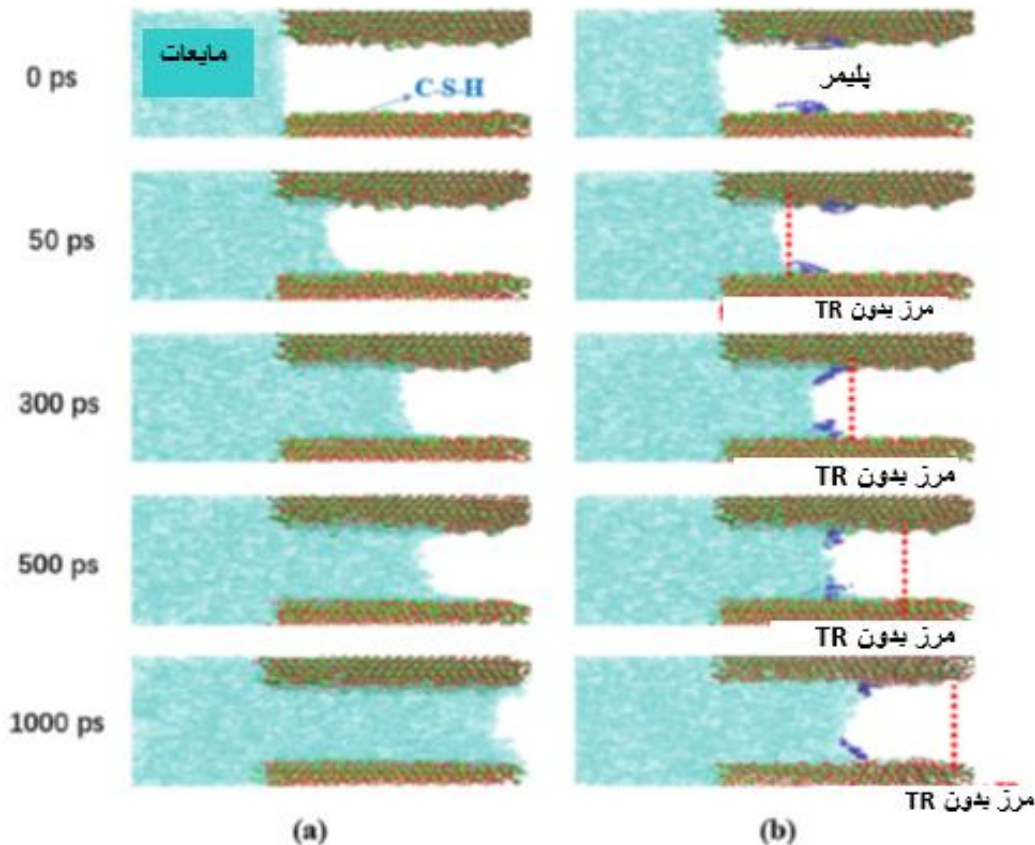 0 ps
مایعات
C-S-H
پلیمر
50 ps
مرز بدون TR
300 ps
مرز بدون TR
500 ps
مرز بدون TR
1000 ps
مرز بدون TR
(a)
(b)